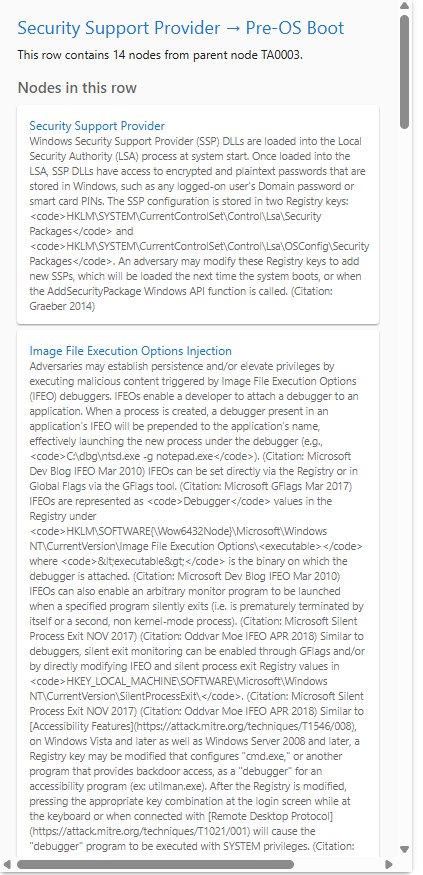 Security Support Provider → Pre-OS Boot
This row contains 14 nodes from parent node TA0003.
Nodes in this row
Security Support Provider
Windows Security Support Provider (SSP) DLLs are loaded into the Local
Security Authority (LSA) process at system start. Once loaded into the
LSA, SSP DLLs have access to encrypted and plaintext passwords that are
stored in Windows, such as any logged-on user's Domain password or
smart card PINs. The SSP configuration is stored in two Registry keys:
<code>HKLM\SYSTEM\CurrentControlSet\Control\Lsa\Security
Packages</code> and
<code>HKLM\SYSTEM\CurrentControlSet\Control\Lsa\OSConfig\Security
Packages</code>. An adversary may modify these Registry keys to add
new SSPs, which will be loaded the next time the system boots, or when
the AddSecurityPackage Windows API function is called. (Citation:
Graeber 2014)
Image File Execution Options Injection
Adversaries may establish persistence and/or elevate privileges by
executing malicious content triggered by Image File Execution Options
(IFEO) debuggers. IFEOs enable a developer to attach a debugger to an
application. When a process is created, a debugger present in an
application's IFEO will be prepended to the application's name,
effectively launching the new process under the debugger (e.g.,
<code>C:\dbg\ntsd.exe -g notepad.exe</code>). (Citation: Microsoft
Dev Blog IFEO Mar 2010) IFEOs can be set directly via the Registry or in
Global Flags via the GFlags tool. (Citation: Microsoft GFlags Mar 2017)
IFEOs are represented as <code>Debugger</code> values in the
Registry under
<code>HKLM\SOFTWARE{\Wow6432Node}\Microsoft\Windows
NT\CurrentVersion\Image File Execution Options\<executable></code>
where <code>&lt;executable&gt;</code> is the binary on which the
debugger is attached. (Citation: Microsoft Dev Blog IFEO Mar 2010)
IFEOs can also enable an arbitrary monitor program to be launched
when a specified program silently exits (i.e. is prematurely terminated by
itself or a second, non kernel-mode process). (Citation: Microsoft Silent
Process Exit NOV 2017) (Citation: Oddvar Moe IFEO APR 2018) Similar to
debuggers, silent exit monitoring can be enabled through GFlags and/or
by directly modifying IFEO and silent process exit Registry values in
<code>HKEY_LOCAL_MACHINE\SOFTWARE\Microsoft\Windows
NT\CurrentVersion\SilentProcessExit\</code>. (Citation: Microsoft Silent
Process Exit NOV 2017) (Citation: Oddvar Moe IFEO APR 2018) Similar to
[Accessibility Features](https://attack.mitre.org/techniques/T1546/008),
on Windows Vista and later as well as Windows Server 2008 and later, a
Registry key may be modified that configures "cmd.exe," or another
program that provides backdoor access, as a "debugger" for an
accessibility program (ex: utilman.exe). After the Registry is modified,
pressing the appropriate key combination at the login screen while at
the keyboard or when connected with [Remote Desktop Protocol]
(https://attack.mitre.org/techniques/T1021/001) will cause the
"debugger" program to be executed with SYSTEM privileges. (Citation: